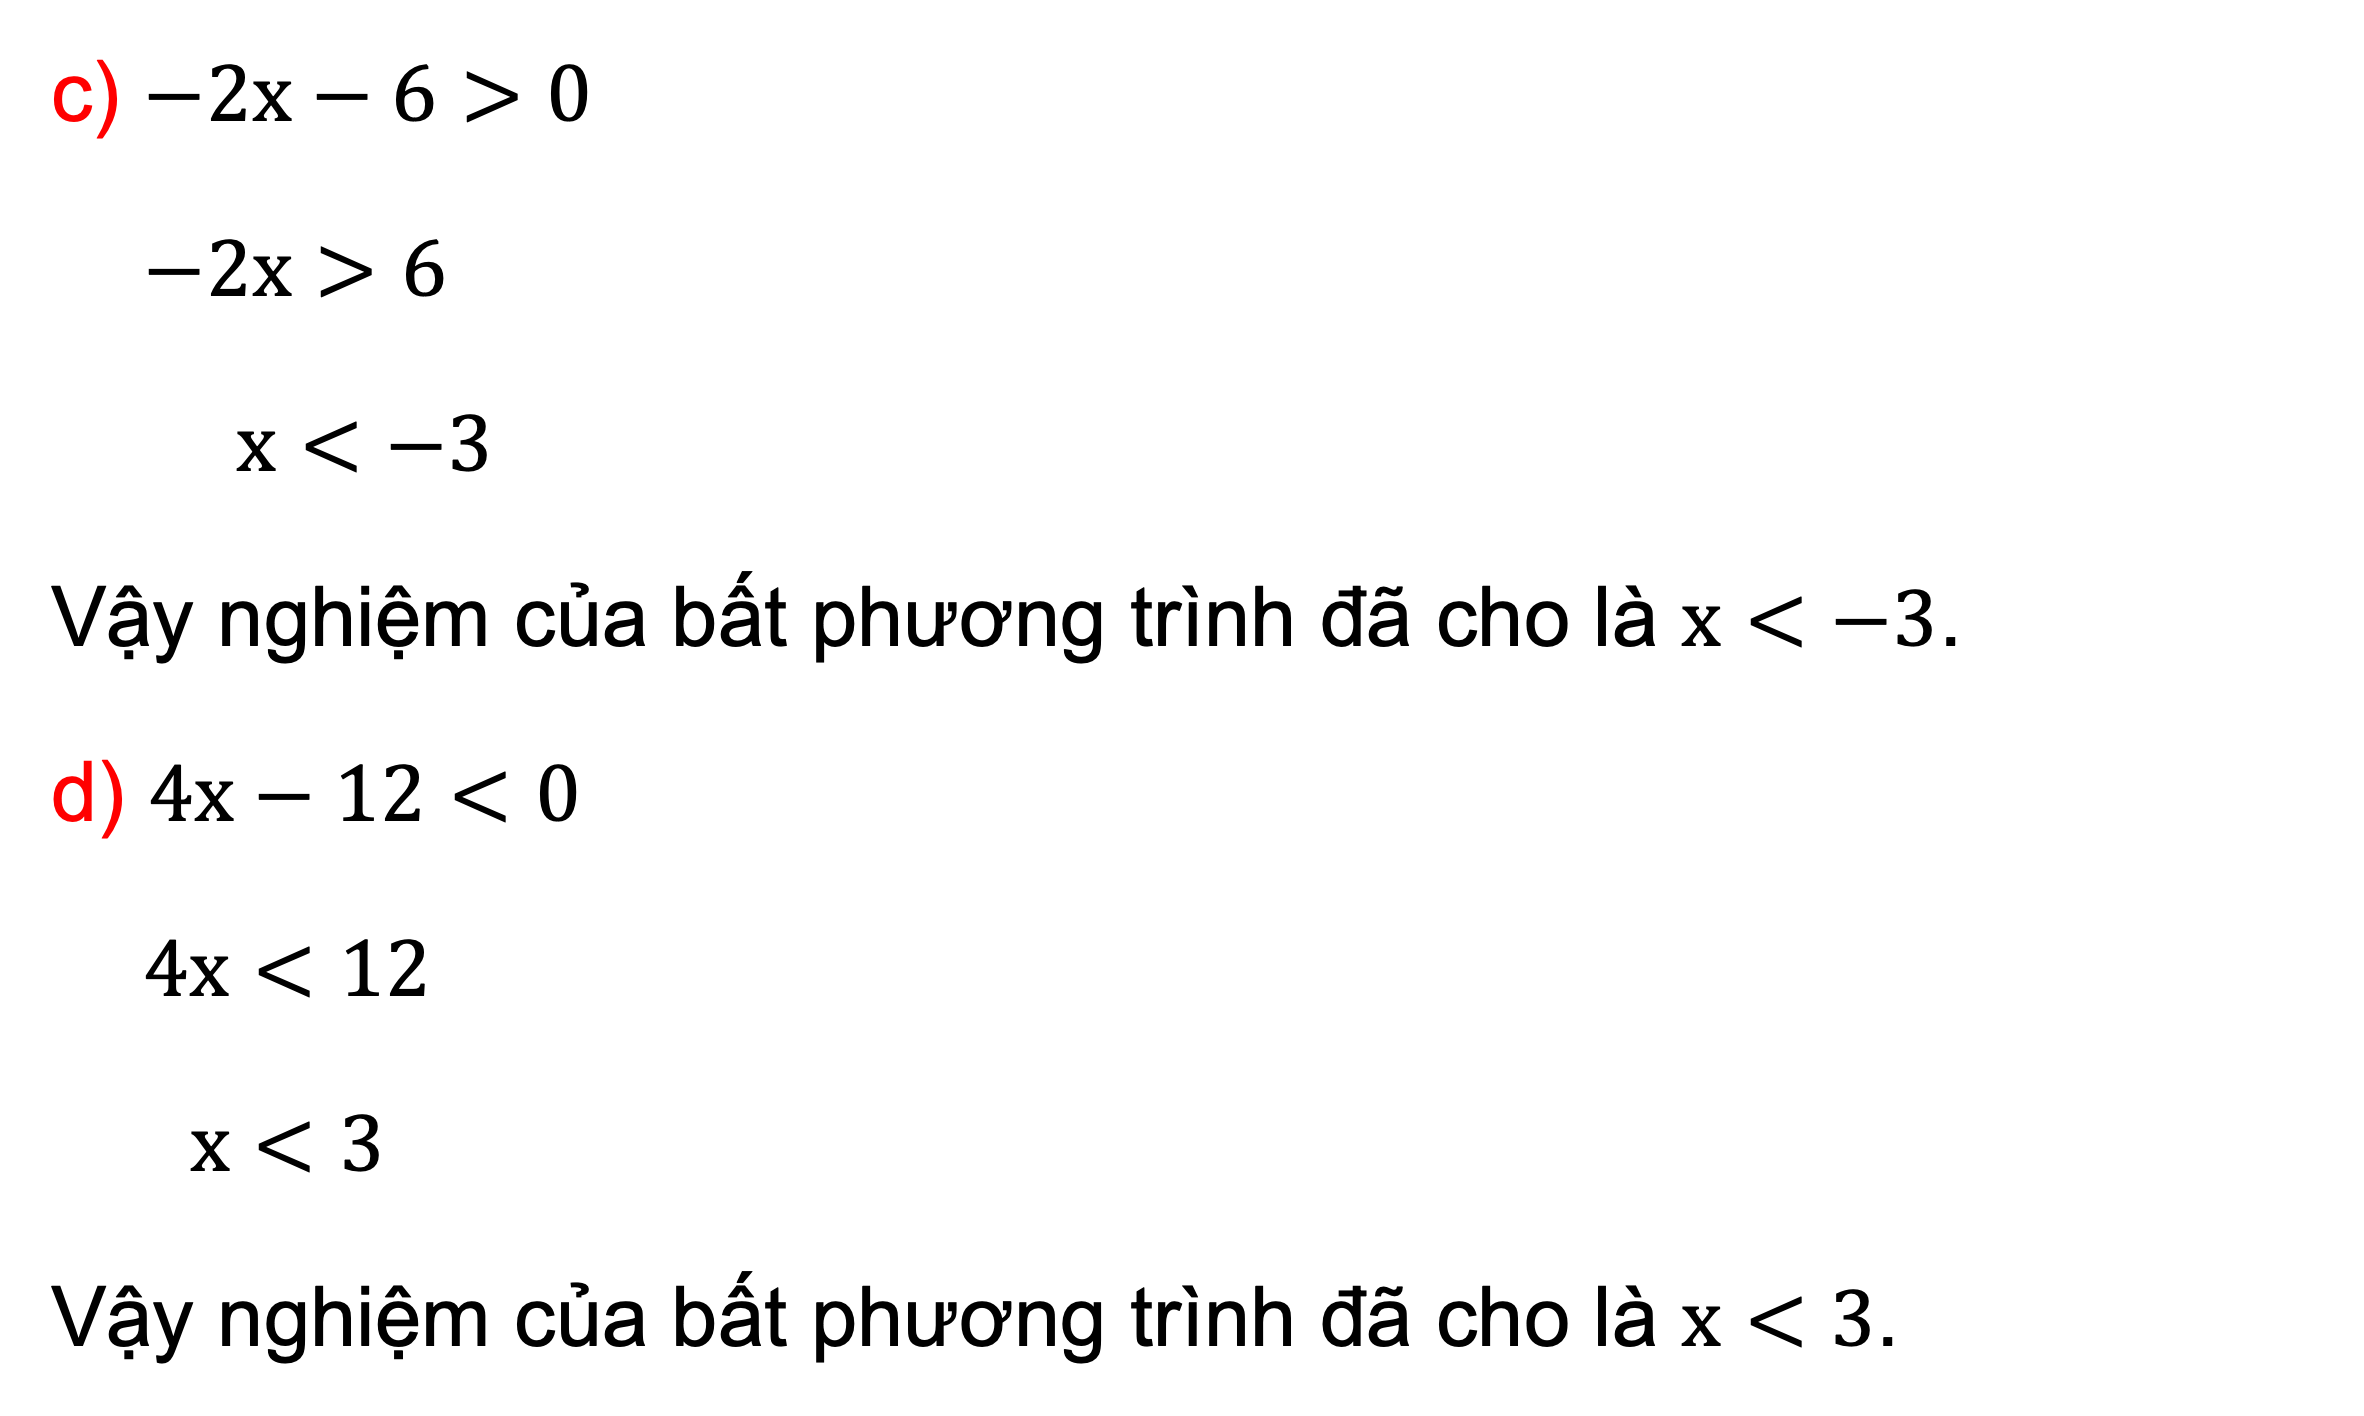 c) −2x − 6 > 0
−2x > 6
x < −3
Vậy nghiệm của bất phương trình đã cho là x < −3.
d) 4x − 12 < 0
4x < 12
x < 3
Vậy nghiệm của bất phương trình đã cho là x < 3.